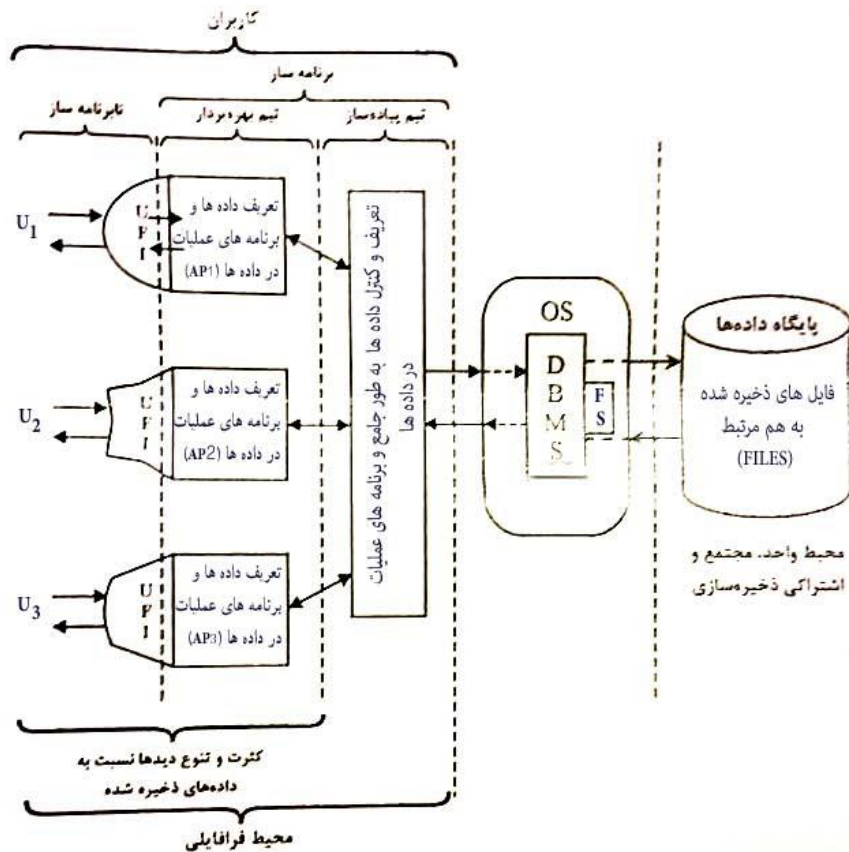 کاربران
برنامه ساز
نابرنامه ساز
تیم بهره‌بردار
تیم پیاده‌ساز
U1
U
F
I
تعریف داده ها و
برنامه های عملیات
در داده ها (AP1)
U2
U
F
I
تعریف داده ها و
برنامه های عملیات
در داده ها (AP2)
U3
U
F
I
تعریف داده ها و
برنامه های عملیات
در داده ها (AP3)
تعریف و کنترل داده ها به طور جامع و برنامه های عملیات
در داده ها
OS
D
B
M
S
F
S
پایگاه داده‌ها
فایل های ذخیره شده
به هم مرتبط
(FILES)
محیط واحد، مجتمع و
اشتراکی ذخیره‌سازی
کثرت و تنوع دیدها نسبت به
داده‌های ذخیره شده
محیط فرافایلی